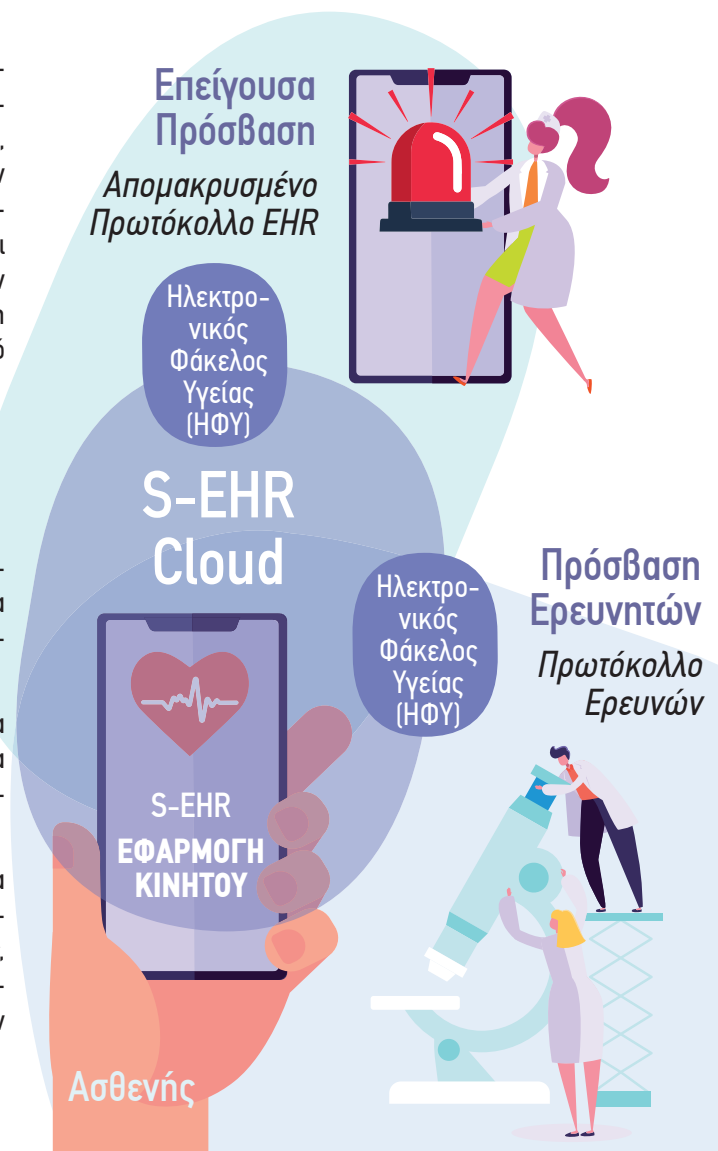 Επείγουσα
Πρόσβαση
Απομακρυσμένο
Πρωτόκολλο EHR
Ηλεκτρο-
νικός
Φάκελος
Υγείας
(ΗΦΥ)
S-EHR
Cloud
Ηλεκτρο-
νικός
Φάκελος
Υγείας
(ΗΦΥ)
Πρόσβαση
Ερευνητών
Πρωτόκολλο
Ερευνών
S-EHR
ΕΦΑΡΜΟΓΗ
ΚΙΝΗΤΟΥ
Ασθενής